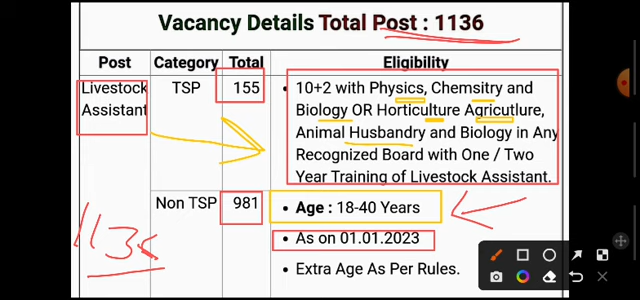 Vacancy Details Total Post : 1136
Post Category Total Eligibility
Livestock Assistant
TSP 155
10+2 with Physics, Chemsitry and
Biology OR Horticulture Agricutlure,
Animal Husbandry and Biology in Any
Recognized Board with One / Two
Year Training of Livestock Assistant.
Non TSP 981
Age : 18-40 Years
As on 01.01.2023
Extra Age As Per Rules.